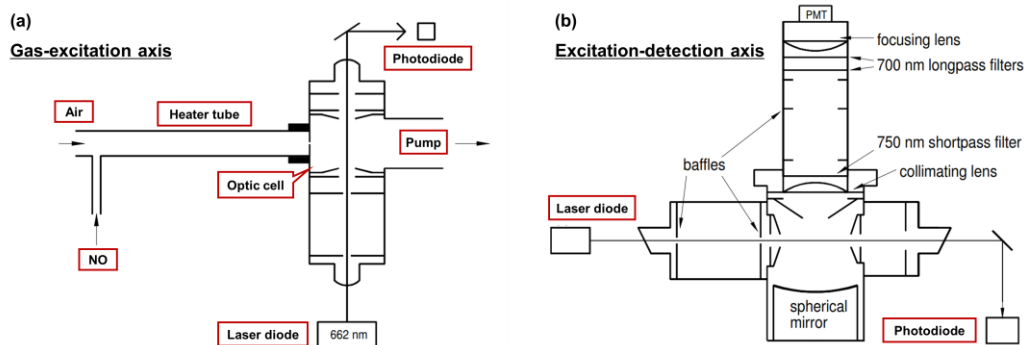 (a)
Gas-excitation axis
Photodiode
Air
Heater tube
Pump
Optic cell
NO
Laser diode
662 nm
(b)
Excitation-detection axis
PMT
focusing lens
700 nm longpass filters
750 nm shortpass filter
baffles
collimating lens
Laser diode
spherical
mirror
Photodiode